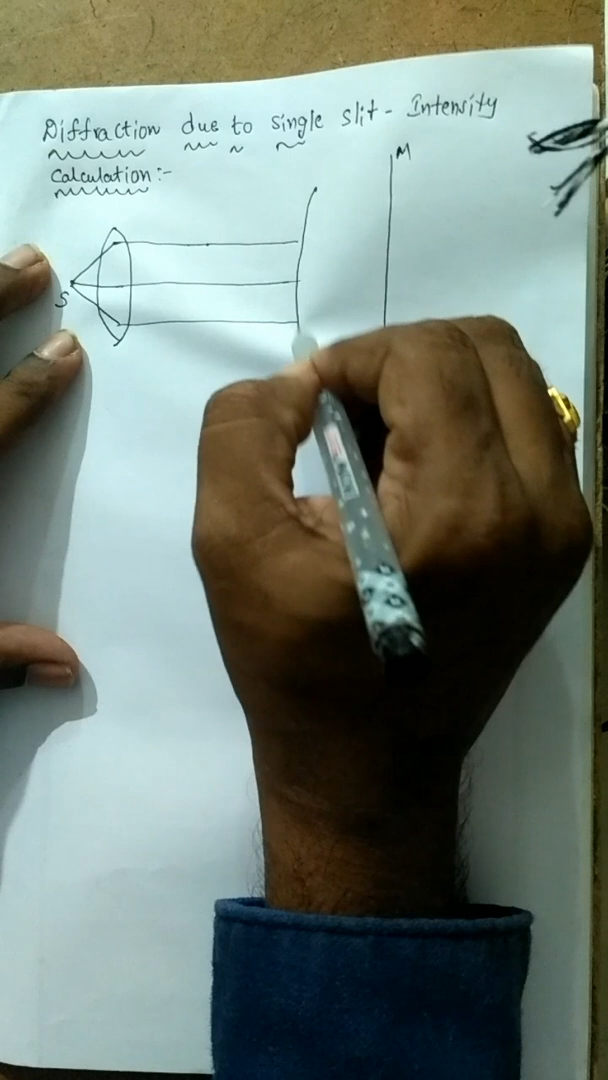 Diffraction due to single slit - Intensity
Calculation :-
M
S